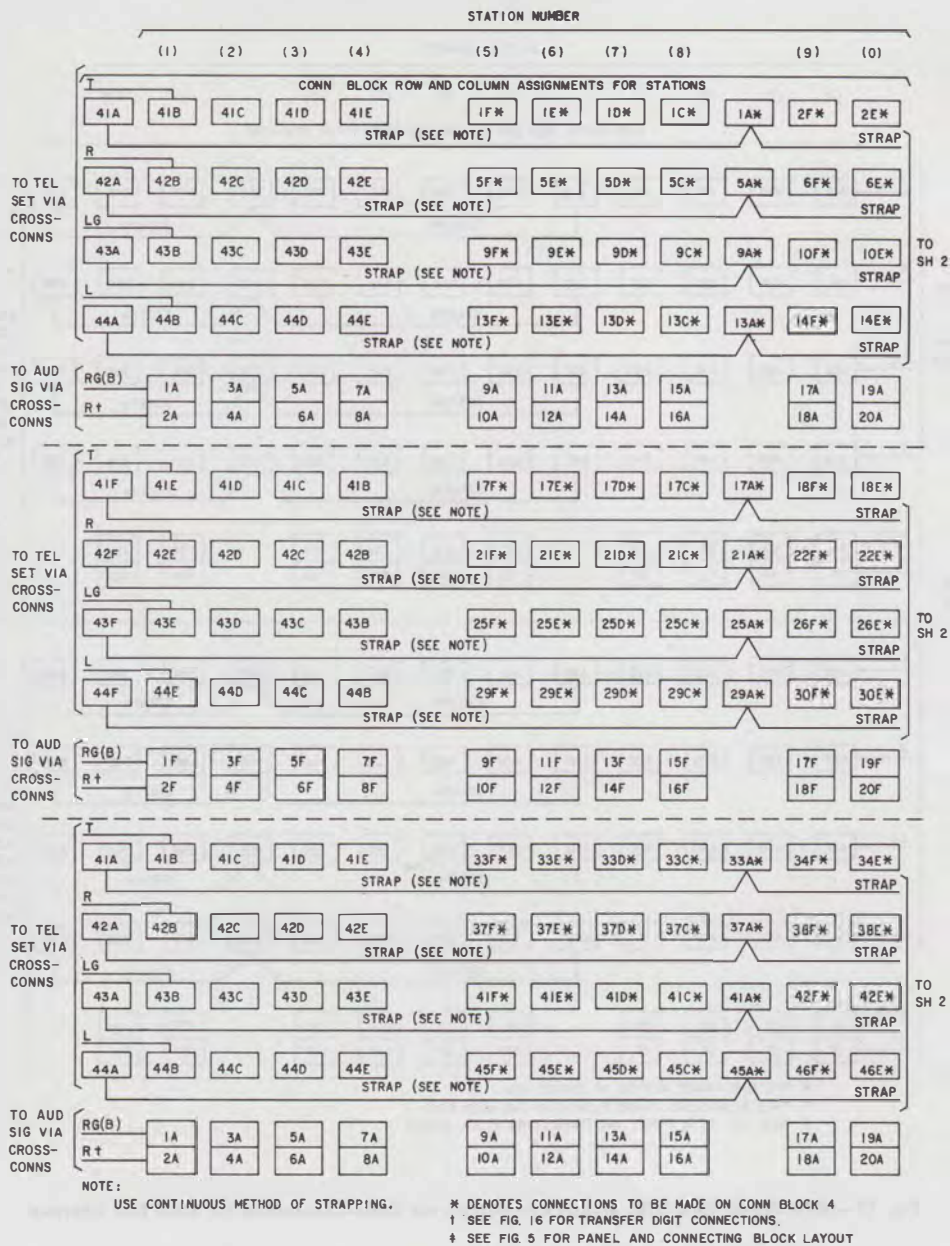 STATION NUMBER
(1) (2) (3) (4) (5) (6) (7) (8) (9) (0)
CONN BLOCK ROW AND COLUMN ASSIGNMENTS FOR STATIONS
TO TEL SET VIA CROSS-CONNS
T
41A 41B 41C 41D 41E 1F* 1E* 1D* 1C* 1A* 2F* 2E*
STRAP (SEE NOTE) STRAP
R
42A 42B 42C 42D 42E 5F* 5E* 5D* 5C* 5A* 6F* 6E*
STRAP (SEE NOTE) STRAP
LG
43A 43B 43C 43D 43E 9F* 9E* 9D* 9C* 9A* 10F* 10E*
STRAP (SEE NOTE) STRAP
L
44A 44B 44C 44D 44E 13F* 13E* 13D* 13C* 13A* 14F* 14E*
STRAP (SEE NOTE) STRAP
TO SH 2
TO AUD SIG VIA CROSS-CONNS
RG(B) 1A 3A 5A 7A 9A 11A 13A 15A 17A 19A
R† 2A 4A 6A 8A 10A 12A 14A 16A 18A 20A
TO TEL SET VIA CROSS-CONNS
T
41F 41E 41D 41C 41B 17F* 17E* 17D* 17C* 17A* 18F* 18E*
STRAP (SEE NOTE) STRAP
R
42F 42E 42D 42C 42B 21F* 21E* 21D* 21C* 21A* 22F* 22E*
STRAP (SEE NOTE) STRAP
LG
43F 43E 43D 43C 43B 25F* 25E* 25D* 25C* 25A* 26F* 26E*
STRAP (SEE NOTE) STRAP
L
44F 44E 44D 44C 44B 29F* 29E* 29D* 29C* 29A* 30F* 30E*
STRAP (SEE NOTE) STRAP
TO SH 2
TO AUD SIG VIA CROSS-CONNS
RG(B) 1F 3F 5F 7F 9F 11F 13F 15F 17F 19F
R† 2F 4F 6F 8F 10F 12F 14F 16F 18F 20F
TO TEL SET VIA CROSS-CONNS
T
41A 41B 41C 41D 41E 33F* 33E* 33D* 33C* 33A* 34F* 34E*
STRAP (SEE NOTE) STRAP
R
42A 42B 42C 42D 42E 37F* 37E* 37D* 37C* 37A* 38F* 38E*
STRAP (SEE NOTE) STRAP
LG
43A 43B 43C 43D 43E 41F* 41E* 41D* 41C* 41A* 42F* 42E*
STRAP (SEE NOTE) STRAP
L
44A 44B 44C 44D 44E 45F* 45E* 45D* 45C* 45A* 46F* 46E*
STRAP (SEE NOTE) STRAP
TO SH 2
TO AUD SIG VIA CROSS-CONNS
RG(B) 1A 3A 5A 7A 9A 11A 13A 15A 17A 19A
R† 2A 4A 6A 8A 10A 12A 14A 16A 18A 20A
NOTE:
USE CONTINUOUS METHOD OF STRAPPING.
* DENOTES CONNECTIONS TO BE MADE ON CONN BLOCK 4
† SEE FIG. 16 FOR TRANSFER DIGIT CONNECTIONS.
‡ SEE FIG. 5 FOR PANEL AND CONNECTING BLOCK LAYOUT